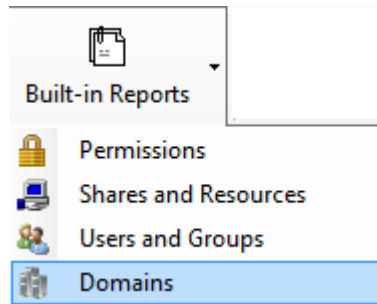 Built-in Reports
Permissions
Shares and Resources
Users and Groups
Domains